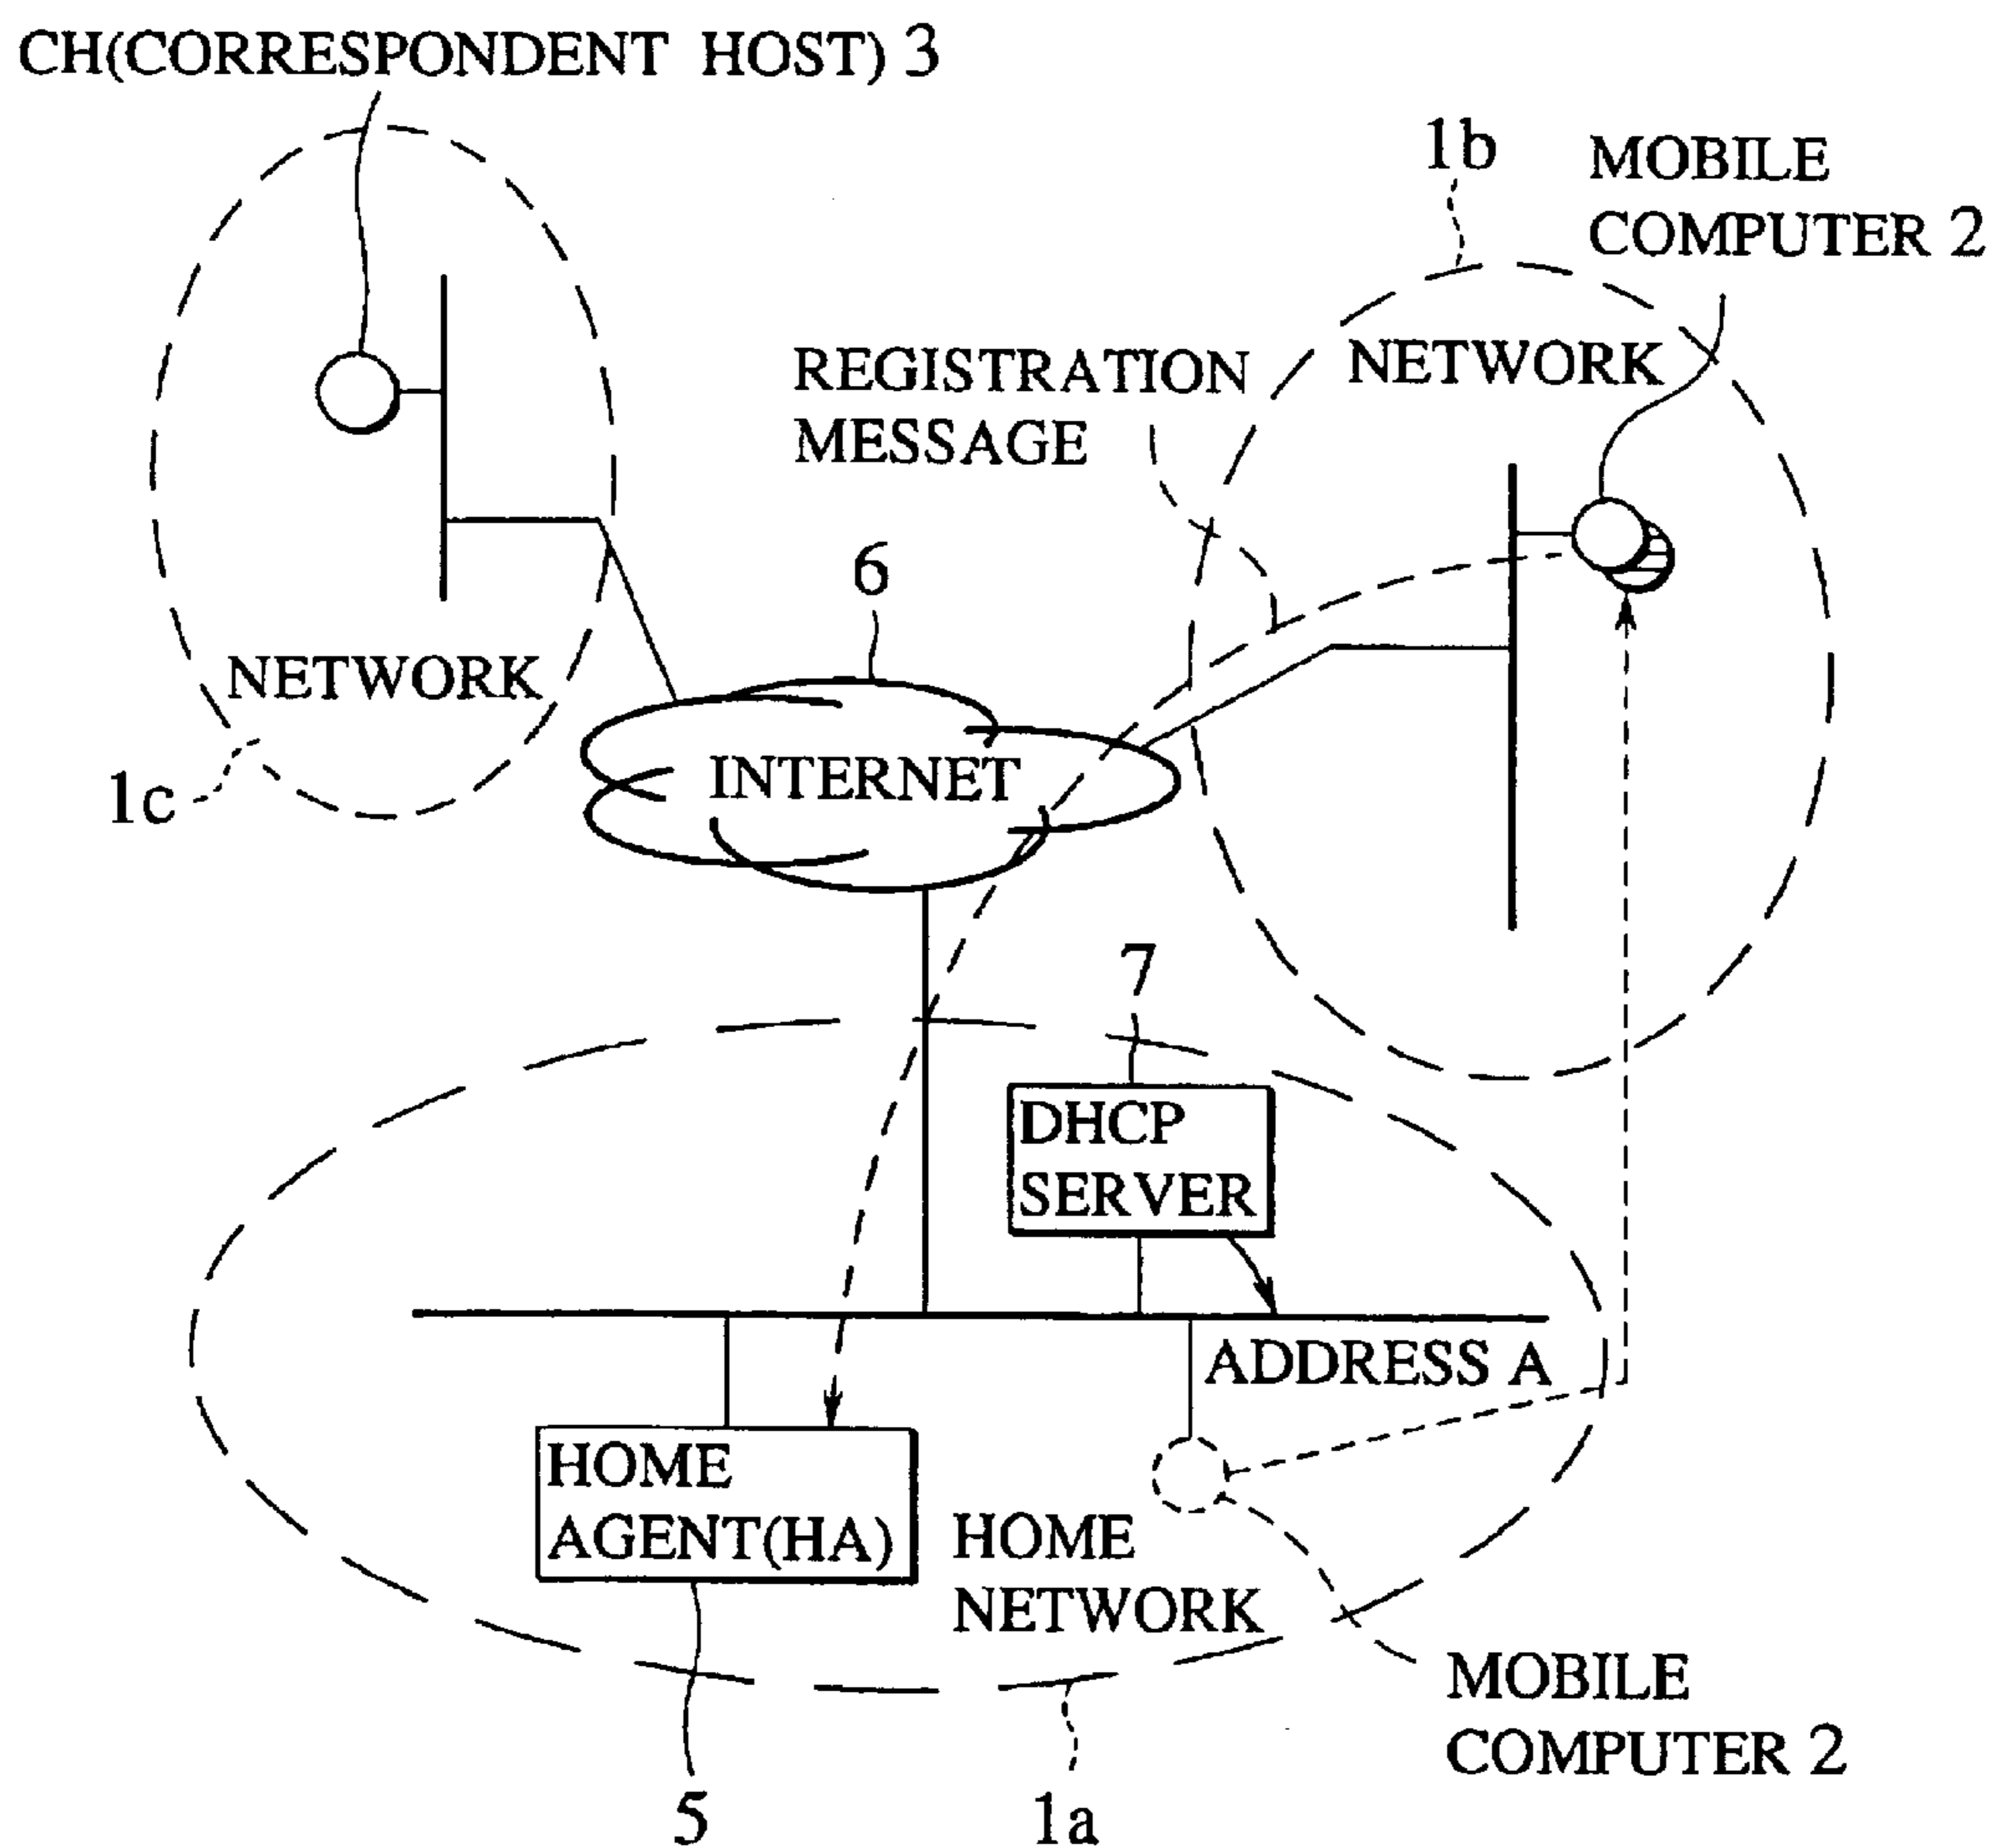 CH(CORRESPONDENT HOST) 3
1b
MOBILE
COMPUTER 2
REGISTRATION
MESSAGE
NETWORK
6
NETWORK
INTERNET
1c
7
DHCP
SERVER
ADDRESS A
HOME
AGENT(HA)
HOME
NETWORK
MOBILE
COMPUTER 2
5
1a